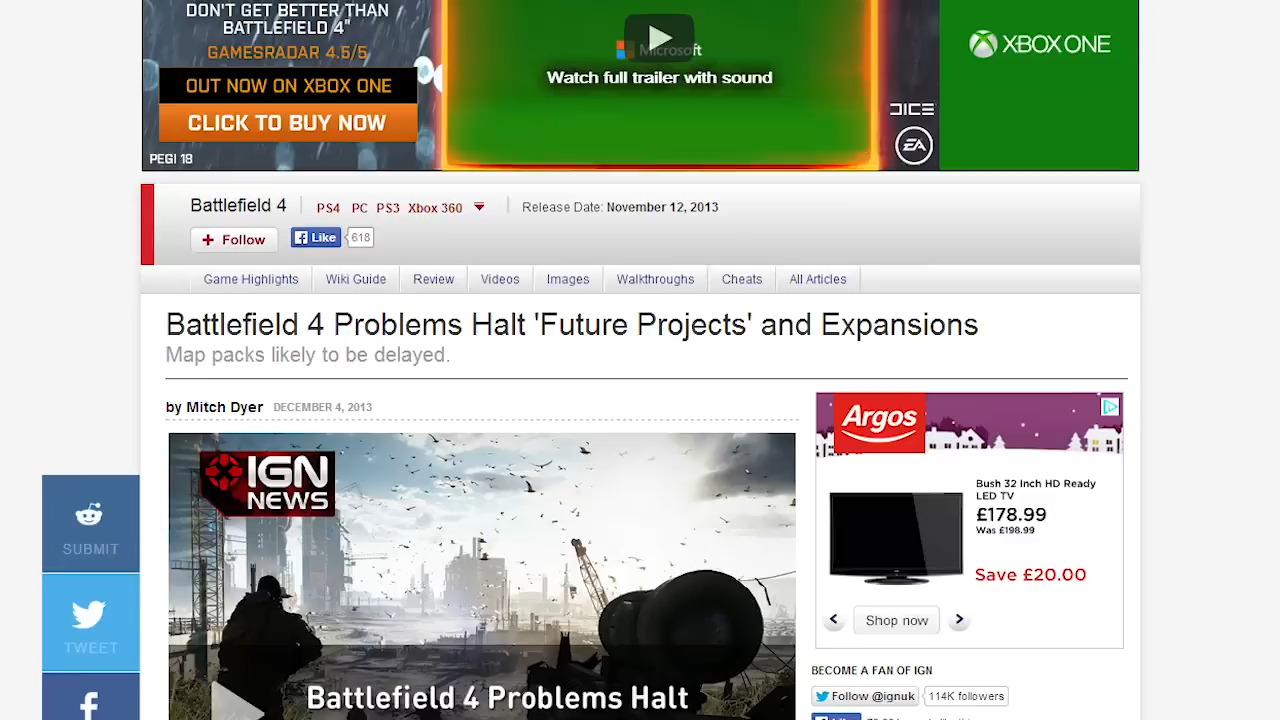 DON'T GET BETTER THAN
BATTLEFIELD 4"
GAMESRADAR 4.5/5
OUT NOW ON XBOX ONE
CLICK TO BUY NOW
PEGI 18
Microsoft
Watch full trailer with sound
DICE
EA
XBOX ONE
Battlefield 4
PS4 PC PS3 Xbox 360
Release Date: November 12, 2013
+ Follow
Like 618
Game Highlights Wiki Guide Review Videos Images Walkthroughs Cheats All Articles
Battlefield 4 Problems Halt 'Future Projects' and Expansions
Map packs likely to be delayed.
by Mitch Dyer DECEMBER 4, 2013
IGN
NEWS
Battlefield 4 Problems Halt
SUBMIT
TWEET
Argos
Bush 32 Inch HD Ready
LED TV
£178.99
Was £198.99
Save £20.00
Shop now
BECOME A FAN OF IGN
Follow @ignuk 114K followers